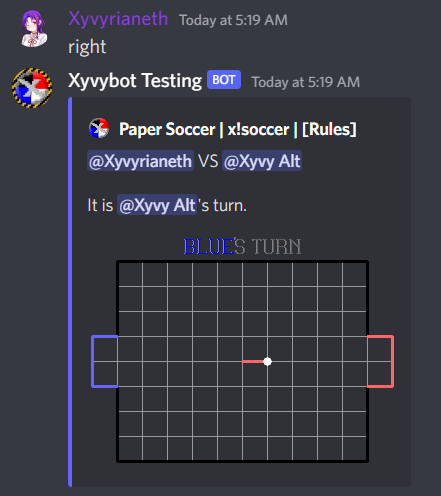 Xyvyrianeth Today at 5:19 AM
right
Xyvybot Testing BOT Today at 5:19 AM
Paper Soccer | x!soccer | [Rules]
@Xyvyrianeth VS @Xyvy Alt
It is @Xyvy Alt's turn.
BLUE'S TURN